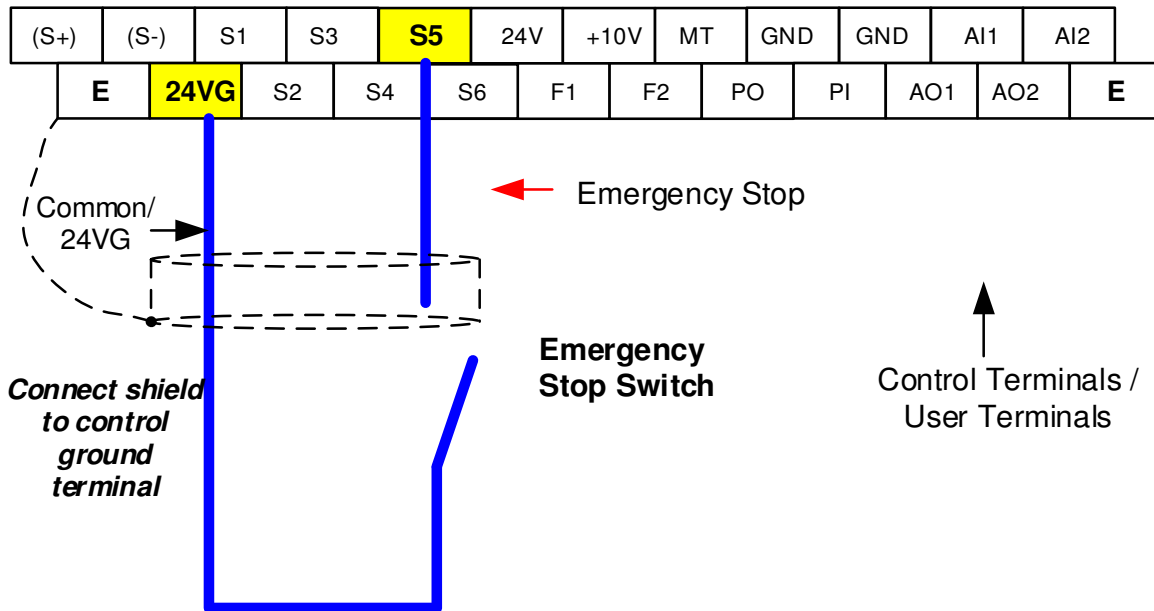 (S+) (S-) S1 S3 S5 24V +10V MT GND GND AI1 AI2
E 24VG S2 S4 S6 F1 F2 PO PI AO1 AO2 E
Emergency Stop
Common/
24VG
Emergency
Stop Switch
Control Terminals /
User Terminals
Connect shield
to control
ground
terminal